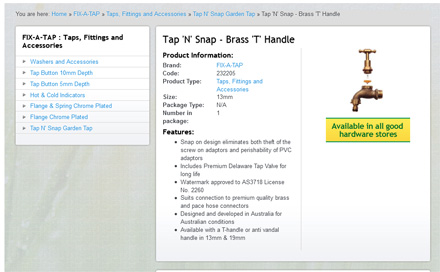 You are here: Home » FIX-A-TAP » Taps, Fittings and Accessories » Tap N' Snap Garden Tap » Tap 'N' Snap - Brass 'T' Handle
FIX-A-TAP : Taps, Fittings and
Accessories
Washers and Accessories
Tap Button 10mm Depth
Tap Button 5mm Depth
Hot & Cold Indicators
Flange & Spring Chrome Plated
Flange Chrome Plated
Tap N' Snap Garden Tap
Tap 'N' Snap - Brass 'T' Handle
Product Information:
Brand: FIX-A-TAP
Code: 232205
Product Type: Taps, Fittings and
Accessories
Size: 13mm
Package Type: N/A
Number in 1
package:
Features:
Snap on design eliminates both theft of the
screw on adaptors and perishability of PVC
adaptors
Includes Premium Delaware Tap Valve for
long life
Watermark approved to AS3718 License
No. 2260
Suits connection to premium quality brass
and pace hose connectors
Designed and developed in Australia for
Australian conditions
Available with a T-handle or anti vandal
handle in 13mm & 19mm
Available in all good
hardware stores